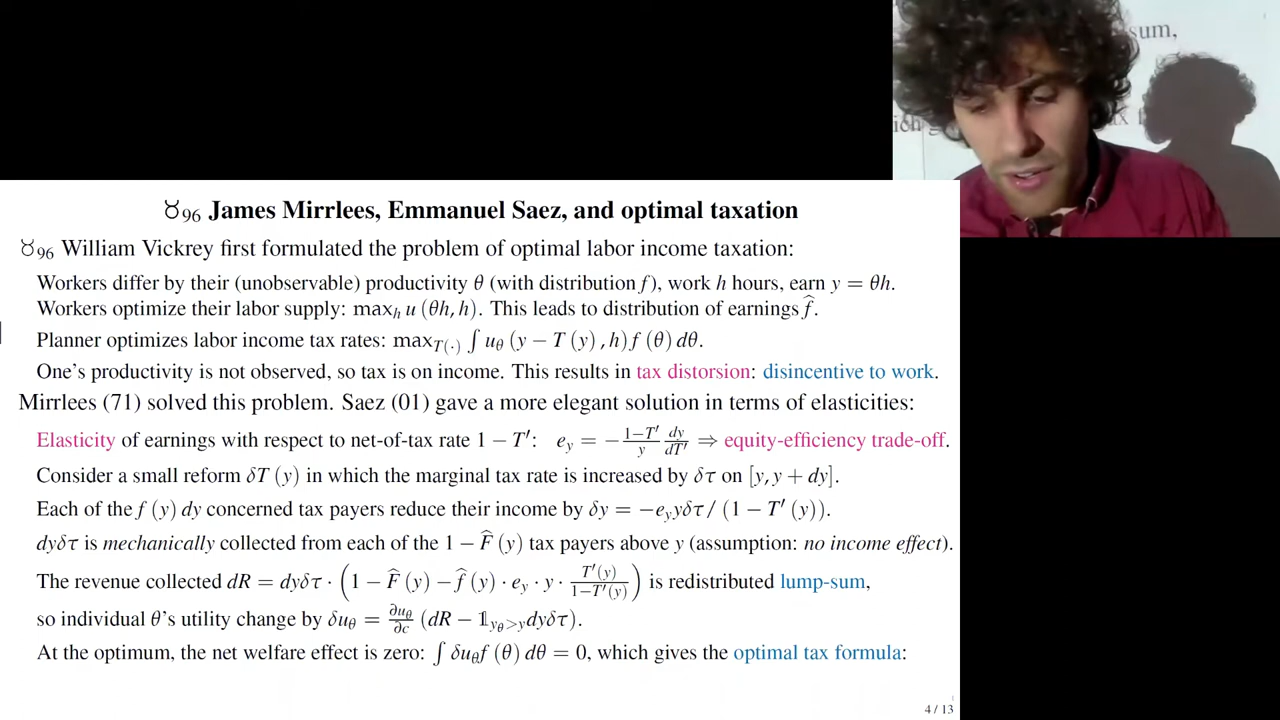 sum,
ich g
ax f
♉96 James Mirrlees, Emmanuel Saez, and optimal taxation
♉96 William Vickrey first formulated the problem of optimal labor income taxation:
Workers differ by their (unobservable) productivity θ (with distribution f), work h hours, earn y = θh.
Workers optimize their labor supply: max_h u (θh, h). This leads to distribution of earnings f̂.
Planner optimizes labor income tax rates: max_{T(·)} ∫ u_θ (y − T (y) , h) f (θ) dθ.
One's productivity is not observed, so tax is on income. This results in tax distorsion: disincentive to work.
Mirrlees (71) solved this problem. Saez (01) gave a more elegant solution in terms of elasticities:
Elasticity of earnings with respect to net-of-tax rate 1 − T′: e_y = −\frac{1−T′}{y} \frac{dy}{dT′} ⇒ equity-efficiency trade-off.
Consider a small reform δT (y) in which the marginal tax rate is increased by δτ on [y, y + dy].
Each of the f (y) dy concerned tax payers reduce their income by δy = −e_y yδτ/ (1 − T′ (y)).
dyδτ is mechanically collected from each of the 1 − F̂ (y) tax payers above y (assumption: no income effect).
The revenue collected dR = dyδτ · (1 − F̂ (y) − f̂ (y) · e_y · y · \frac{T′(y)}{1−T′(y)}) is redistributed lump-sum,
so individual θ's utility change by δu_θ = \frac{∂u_θ}{∂c} (dR − 𝟙_{y_θ>y} dyδτ).
At the optimum, the net welfare effect is zero: ∫ δu_θ f (θ) dθ = 0, which gives the optimal tax formula:
4 / 13